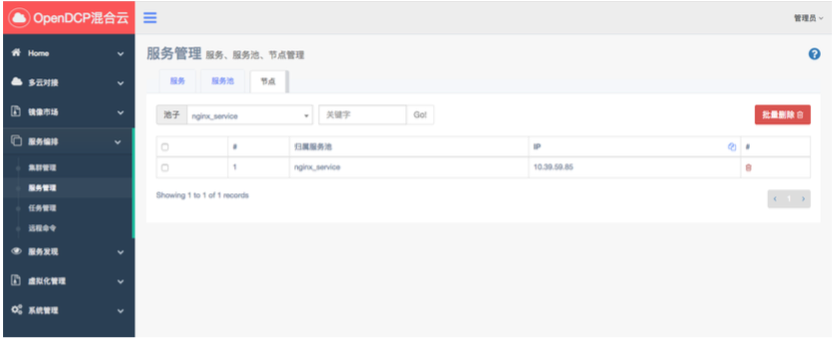 OpenDCP混合云
管理员
Home
多云对接
镜像市场
服务编排
集群管理
服务管理
任务管理
远程命令
服务发现
虚拟化管理
系统管理
服务管理 服务、服务池、节点管理
服务 服务池 节点
池子 nginx_service 关键字 Go! 批量删除
# 归属服务池 IP #
1 nginx_service 10.39.59.85
Showing 1 to 1 of 1 records
‹ 1 ›